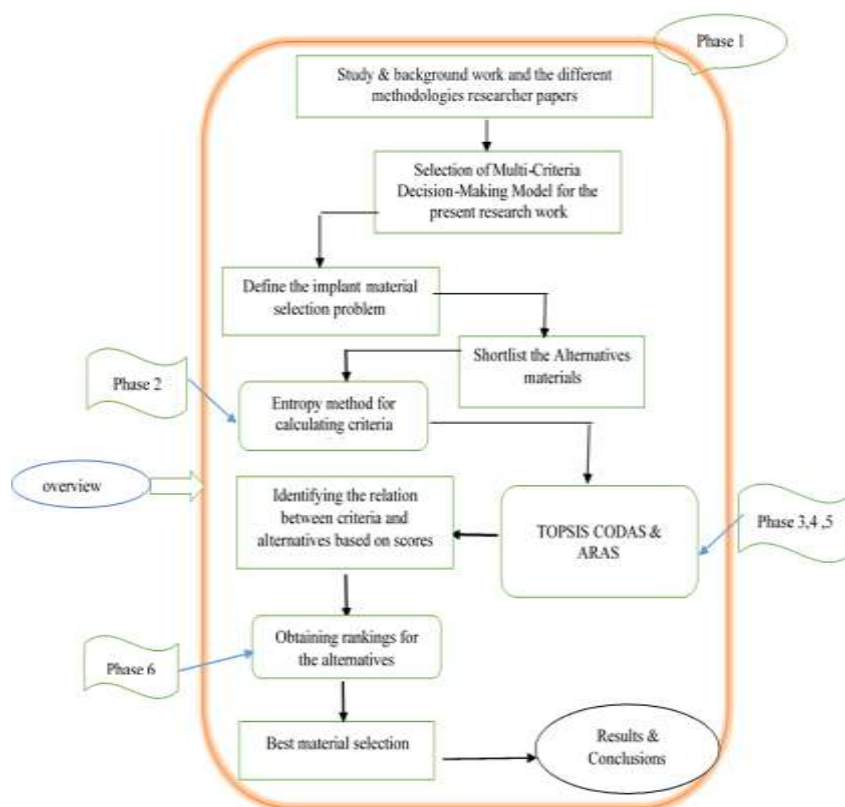 Phase 1
Study & background work and the different
methodologies researcher papers
Selection of Multi-Criteria
Decision-Making Model for the
present research work
Define the implant material
selection problem
Shortlist the Alternatives
materials
Phase 2
Entropy method for
calculating criteria
overview
Identifying the relation
between criteria and
alternatives based on scores
TOPSIS CODAS &
ARAS
Phase 3,4 ,5
Obtaining rankings for
the alternatives
Phase 6
Best material selection
Results &
Conclusions